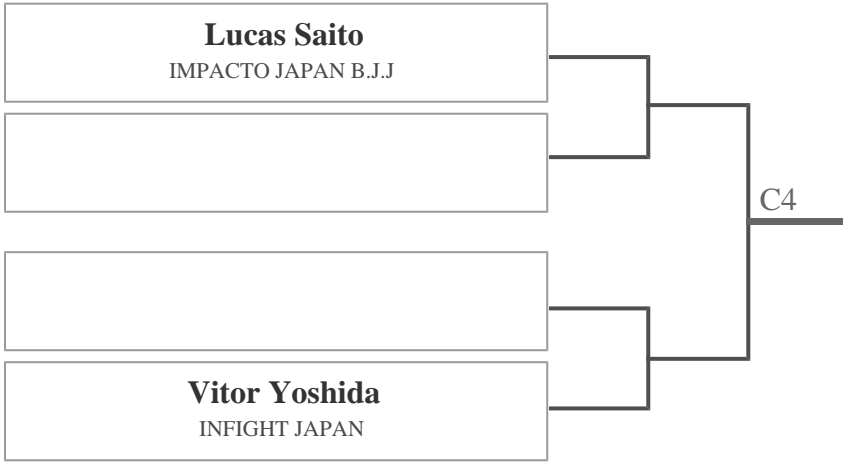 Lucas Saito
IMPACTO JAPAN B.J.J
C4
Vitor Yoshida
INFIGHT JAPAN